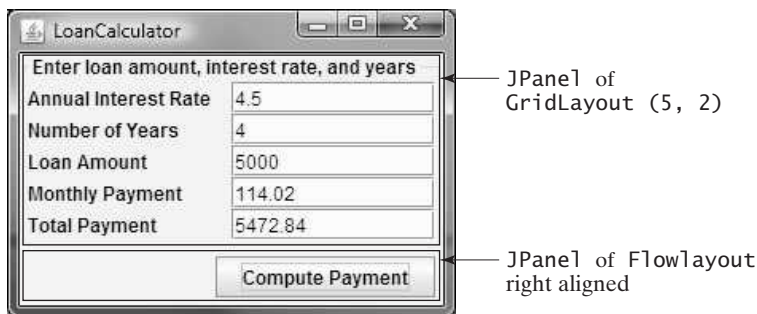 LoanCalculator
Enter loan amount, interest rate, and years
Annual Interest Rate 4.5
Number of Years 4
Loan Amount 5000
Monthly Payment 114.02
Total Payment 5472.84
Compute Payment
JPanel of
GridLayout (5, 2)
JPanel of Flowlayout
right aligned